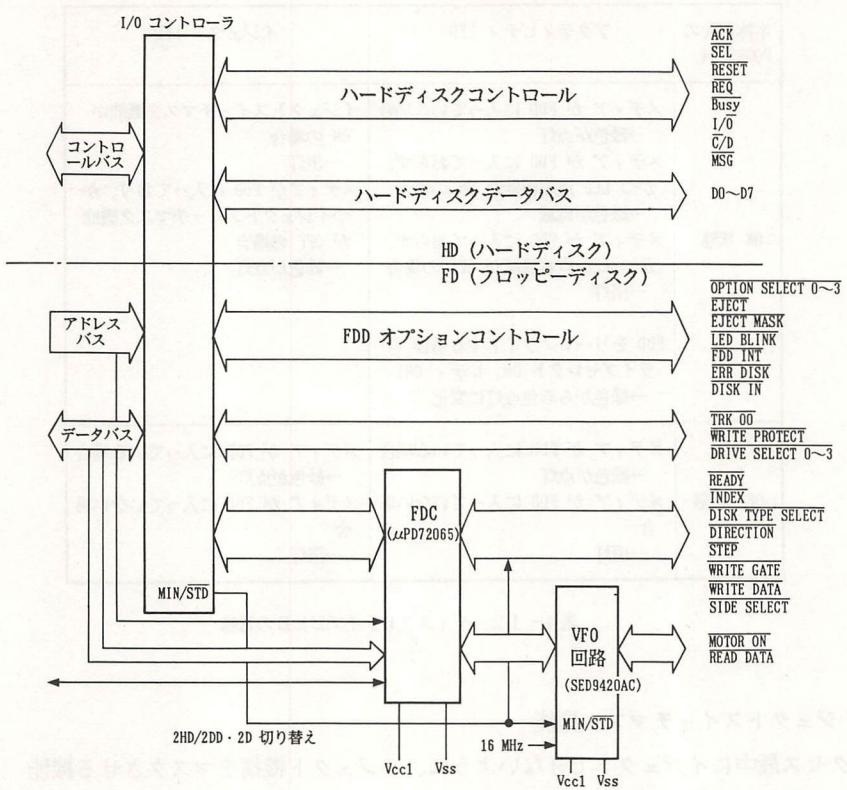 I/O コントローラ
ハードディスクコントロール
A̅C̅K̅
S̅E̅L̅
R̅E̅S̅E̅T̅
R̅E̅Q̅
B̅u̅s̅y̅
I/O̅
C̅/D
M̅S̅G̅
コントロ
ールバス
ハードディスクデータバス
D0～D7
HD (ハードディスク)
FD (フロッピーディスク)
アドレス
バス
FDD オプションコントロール
OPTION SELECT 0～3
EJECT
EJECT MASK
LED BLINK
FDD INT
ERR DISK
DISK IN
データバス
TRK 00
WRITE PROTECT
DRIVE SELECT 0～3
FDC
(μPD72065)
READY
INDEX
DISK TYPE SELECT
DIRECTION
STEP
WRITE GATE
WRITE DATA
SIDE SELECT
MIN/STD
VFO
回路
(SED9420AC)
MOTOR ON
READ DATA
2HD/2DD・2D 切り替え
MIN/STD
16 MHz
Vcc1
Vss
Vcc1
Vss